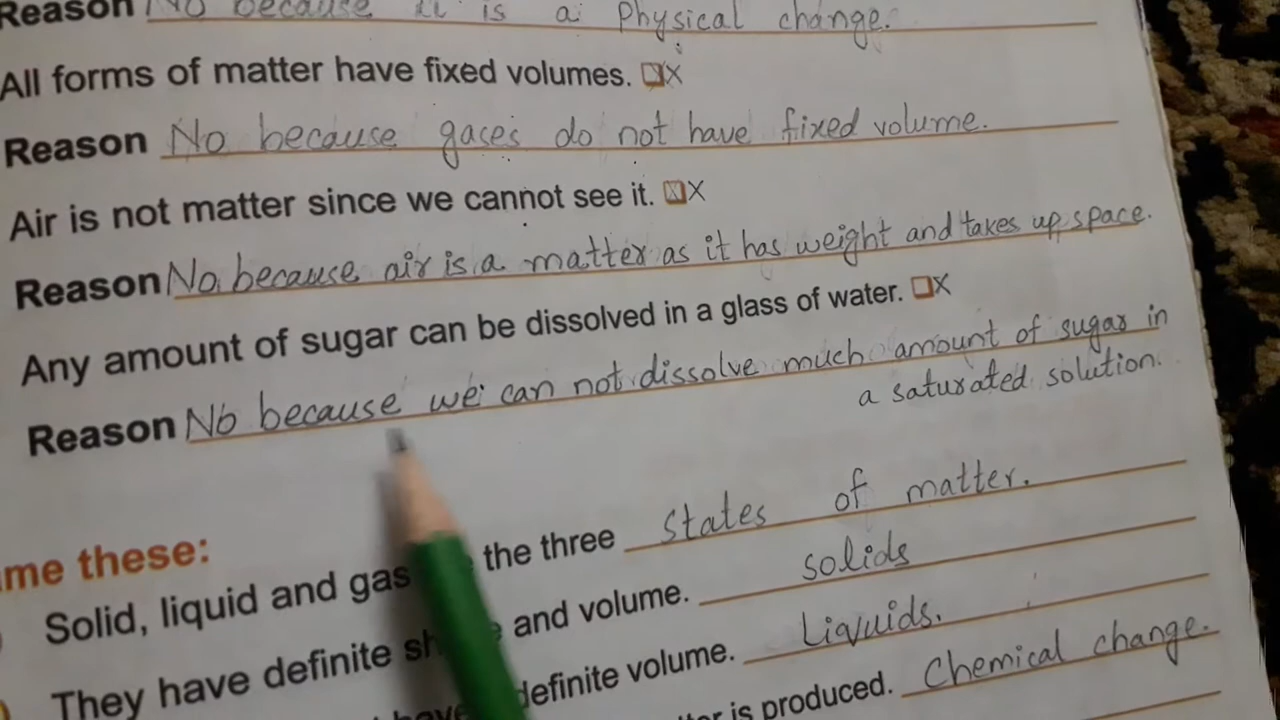 Reason No because it is a Physical change.
All forms of matter have fixed volumes. X
Reason No because gases do not have fixed volume.
Air is not matter since we cannot see it. X
Reason No because air is a matter as it has weight and takes up space.
Any amount of sugar can be dissolved in a glass of water. X
Reason No because we can not dissolve much amount of sugar in
a saturated solution.
me these:
Solid, liquid and gas the three states of matter.
They have definite and volume. solids
definite volume. Liquids.
is produced. Chemical change.